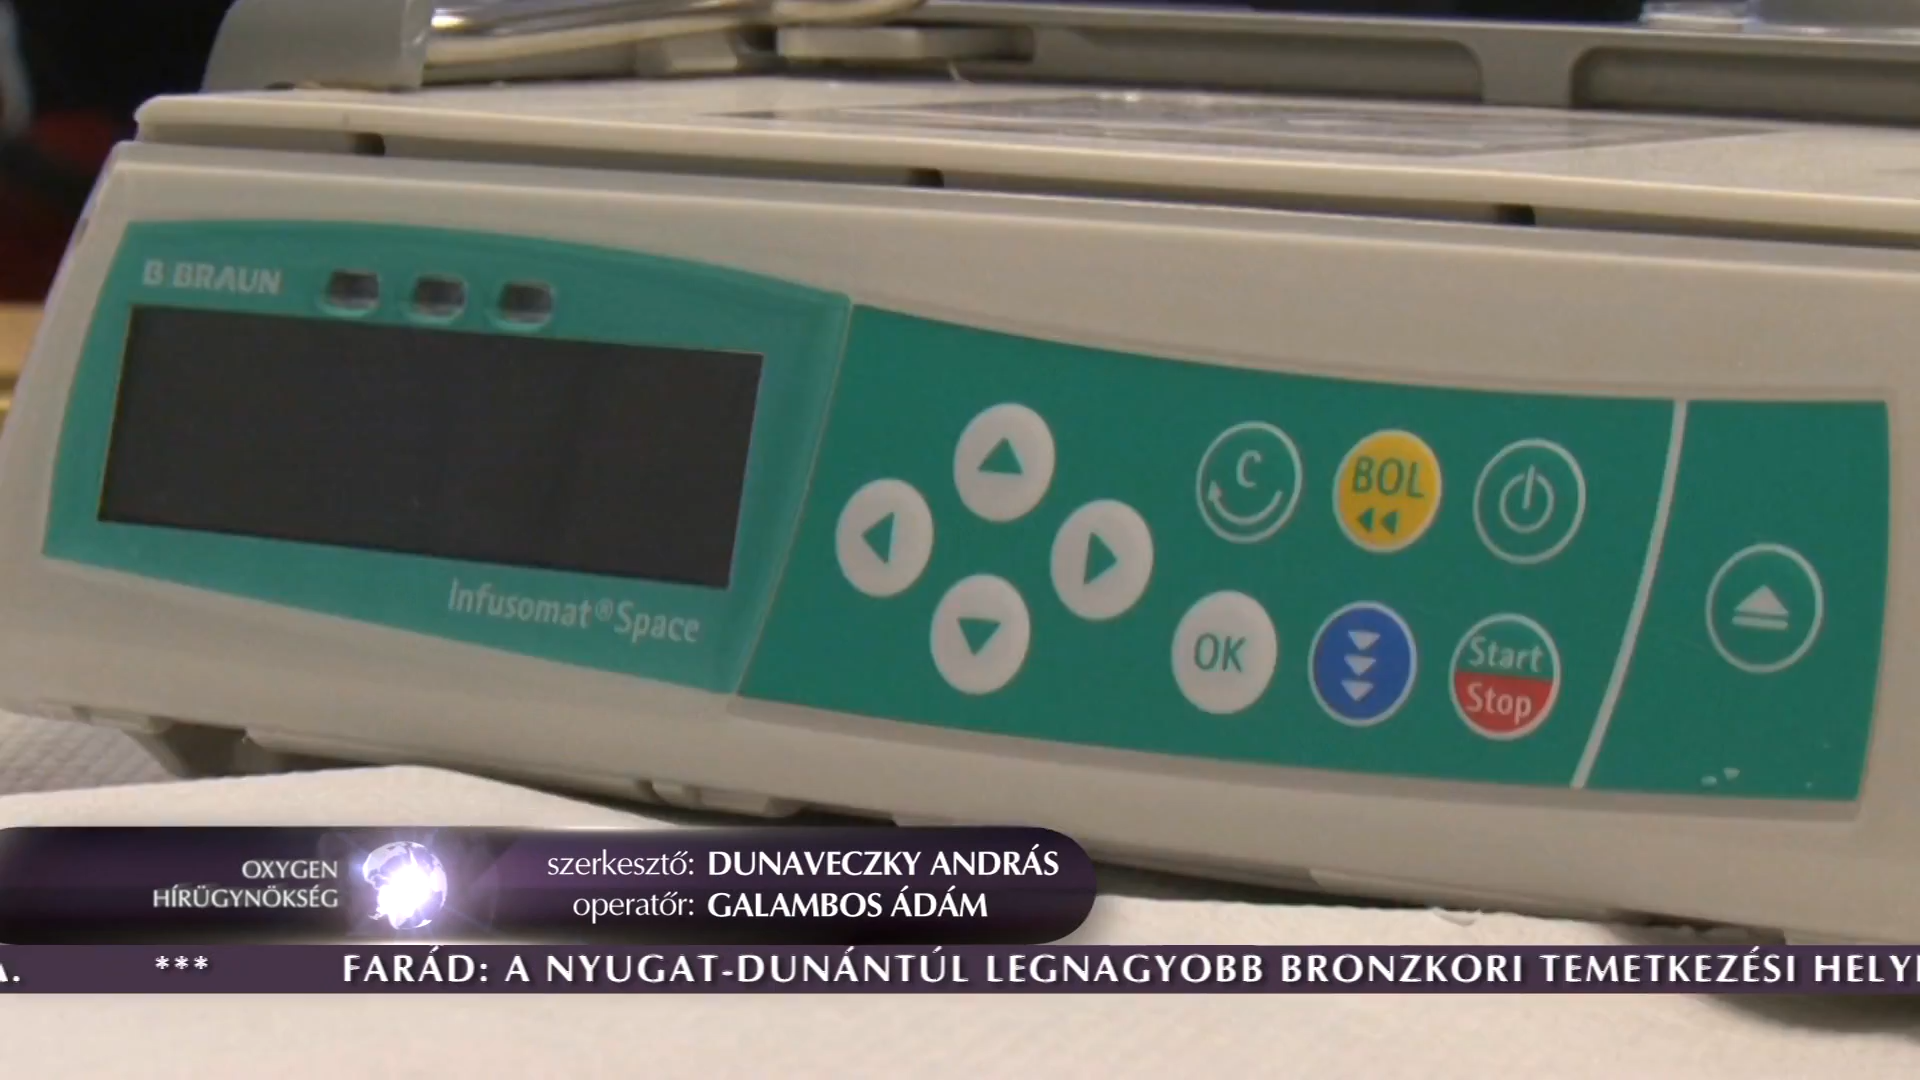 B BRAUN
Infusomat®Space
C
BOL
OK
Start
Stop
OXYGEN
HÍRÜGYNÖKSÉG
szerkesztő: DUNAVECZKY ANDRÁS
operatőr: GALAMBOS ÁDÁM
A. *** FARÁD: A NYUGAT-DUNÁNTÚL LEGNAGYOBB BRONZKORI TEMETKEZÉSI HELY